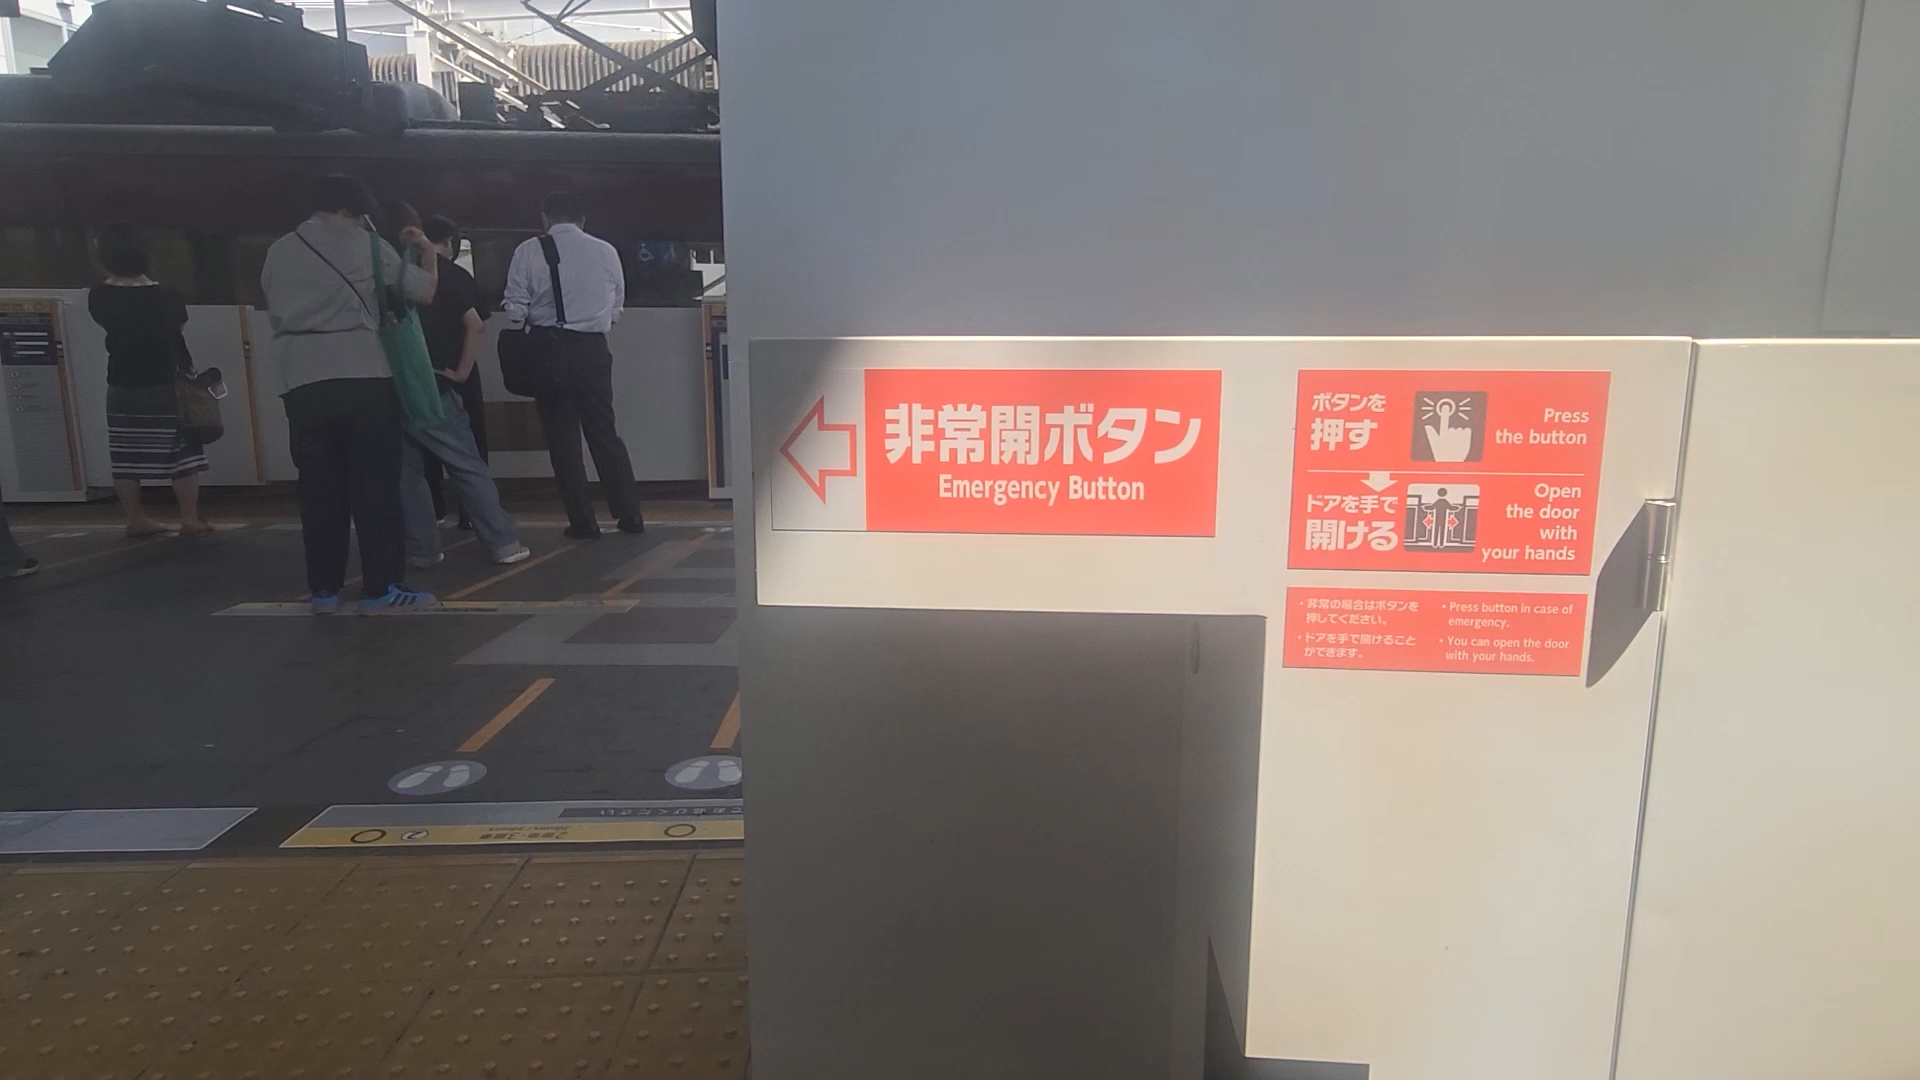 非常開ボタン
Emergency Button
ボタンを
押す
Press
the button
ドアを手で
開ける
Open
the door
with
your hands
・非常の場合はボタンを
押してください。
・ドアを手で開けること
ができます。
• Press button in case of
emergency.
• You can open the door
with your hands.